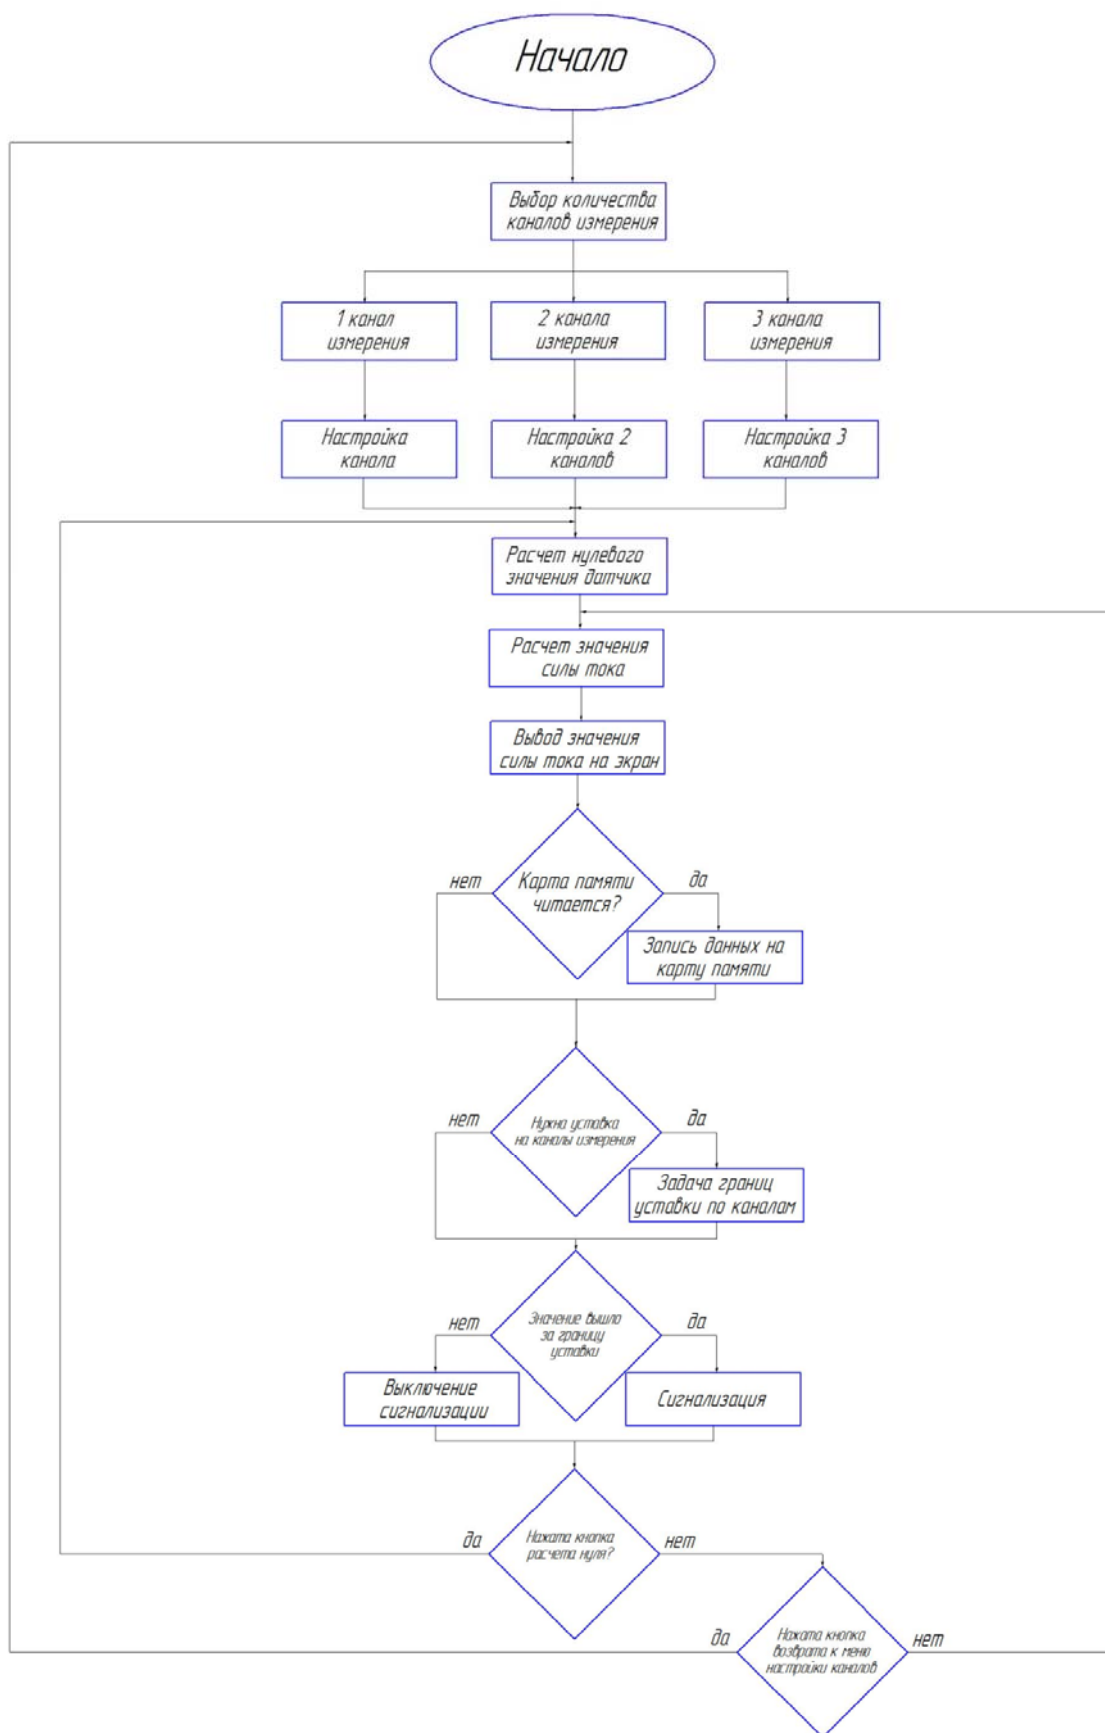 Начало
Выбор количества
каналов измерения
1 канал
измерения
2 канала
измерения
3 канала
измерения
Настройка
канала
Настройка 2
каналов
Настройка 3
каналов
Расчет нулевого
значения датчика
Расчет значения
силы тока
Вывод значения
силы тока на экран
нет
Карта памяти
читается?
да
Запись данных на
карту памяти
нет
Нужна уставка
на каналы измерения
да
Задача границ
уставки по каналам
нет
Значение вышло
за границу
уставки
да
Выключение
сигнализации
Сигнализация
да
Нажата кнопка
расчета нуля?
нет
да
Нажата кнопка
возврата к меню
настройки каналов
нет